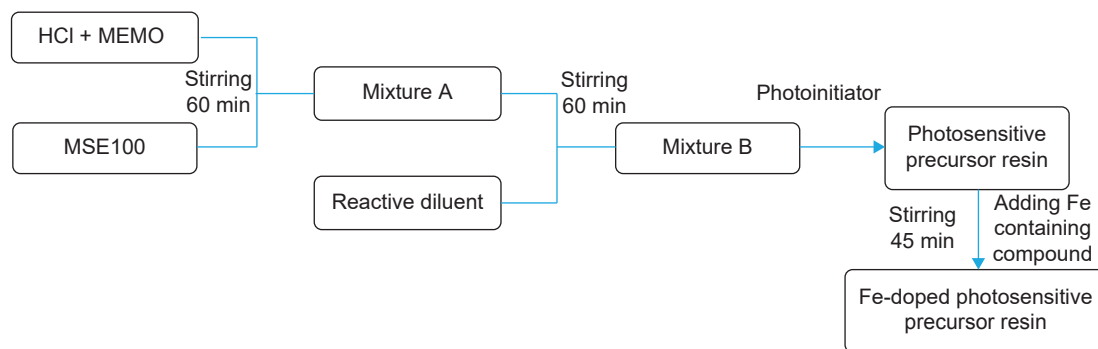 HCl + MEMO
Stirring
60 min
MSE100
Mixture A
Reactive diluent
Stirring
60 min
Mixture B
Photoinitiator
Photosensitive
precursor resin
Stirring
45 min
Adding Fe
containing
compound
Fe-doped photosensitive
precursor resin